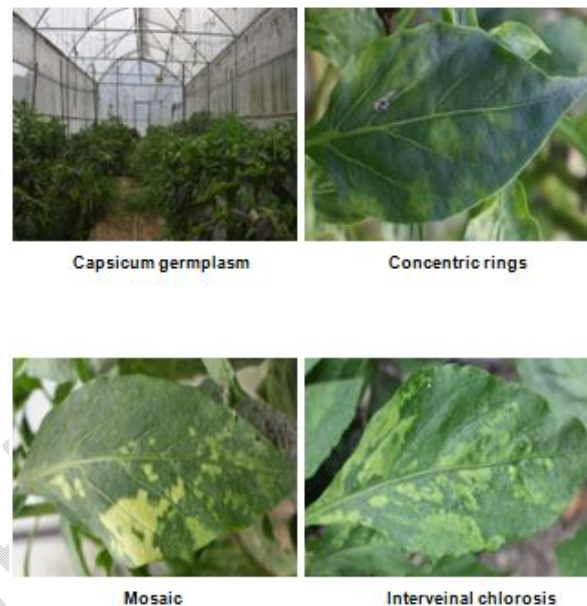 Capsicum germplasm
Concentric rings
Mosaic
Interveinal chlorosis